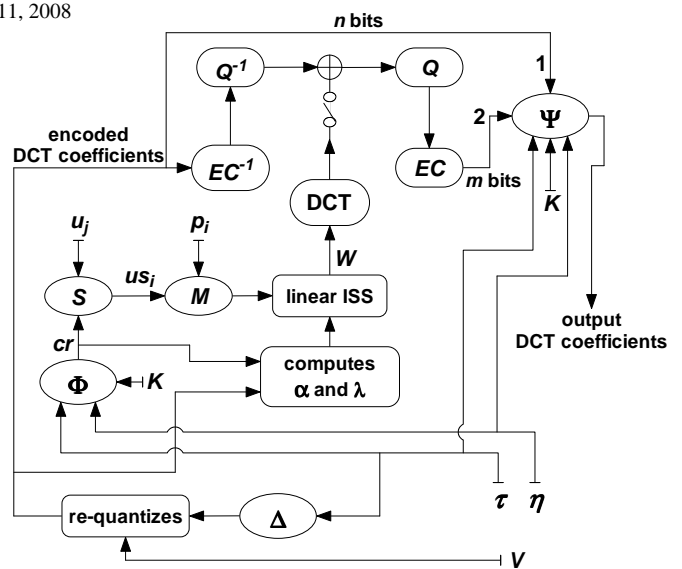 11, 2008
n bits
Q⁻¹
Q
1
2
Ψ
encoded
DCT coefficients
EC⁻¹
EC
m bits
K
DCT
u_j
p_i
W
S
us_i
M
linear ISS
output
DCT coefficients
cr
computes
α and λ
Φ
K
τ
η
re-quantizes
Δ
V